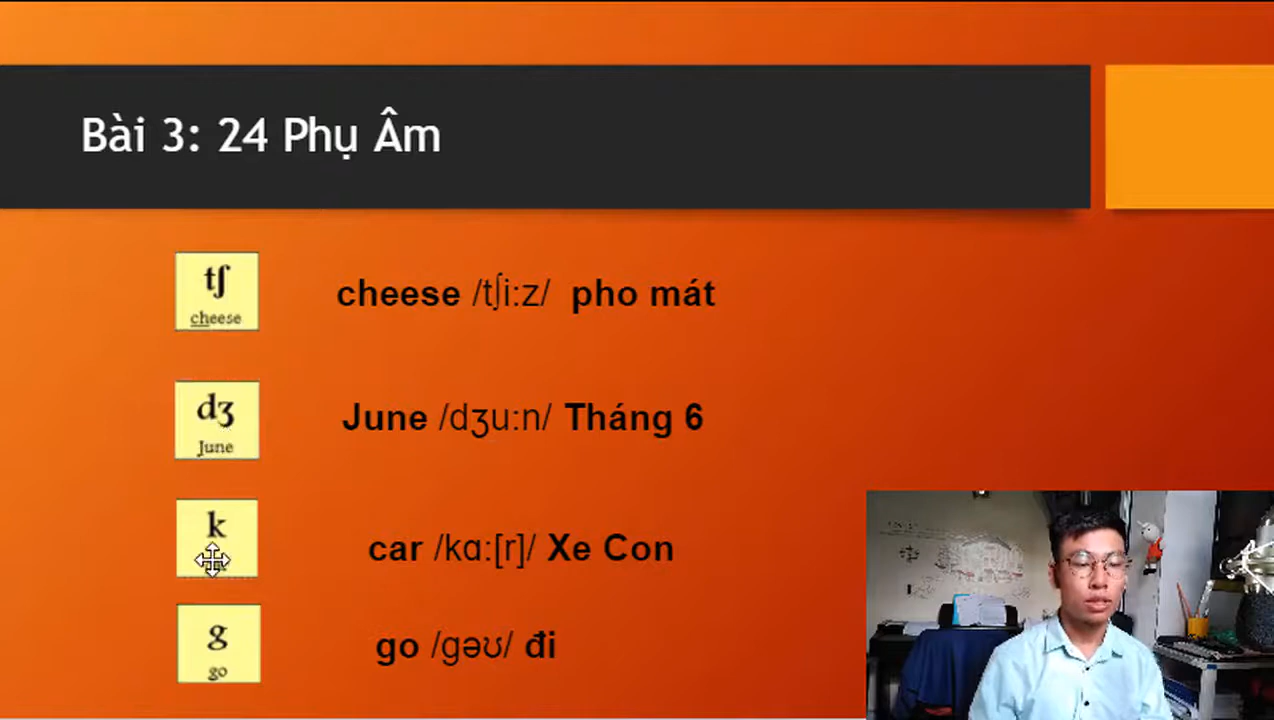 Bài 3: 24 Phụ Âm
tʃ
cheese
cheese /tʃi:z/ pho mát
dʒ
June
June /dʒu:n/ Tháng 6
k
car /kɑ:[r]/ Xe Con
g
go
go /gəʊ/ đi